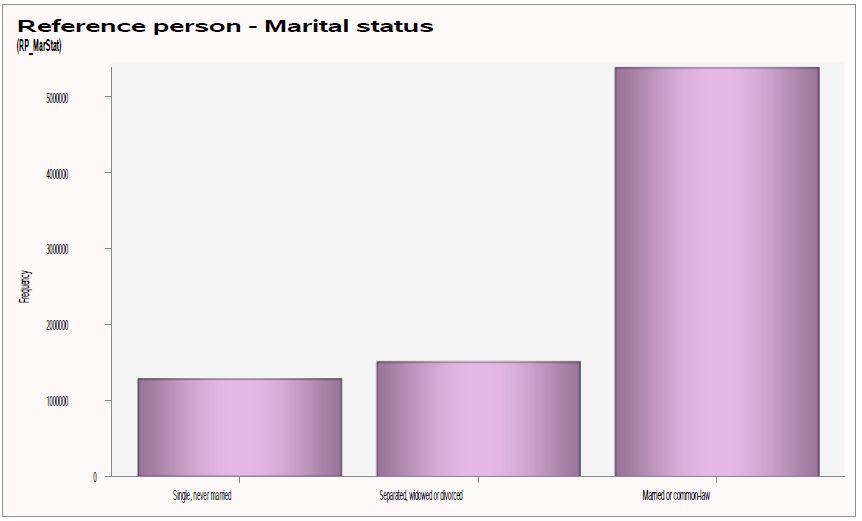 Reference person - Marital status
(RP_MarStat)
5000000
4000000
3000000
2000000
1000000
0
Frequency
Single, never married
Separated, widowed or divorced
Married or common-law